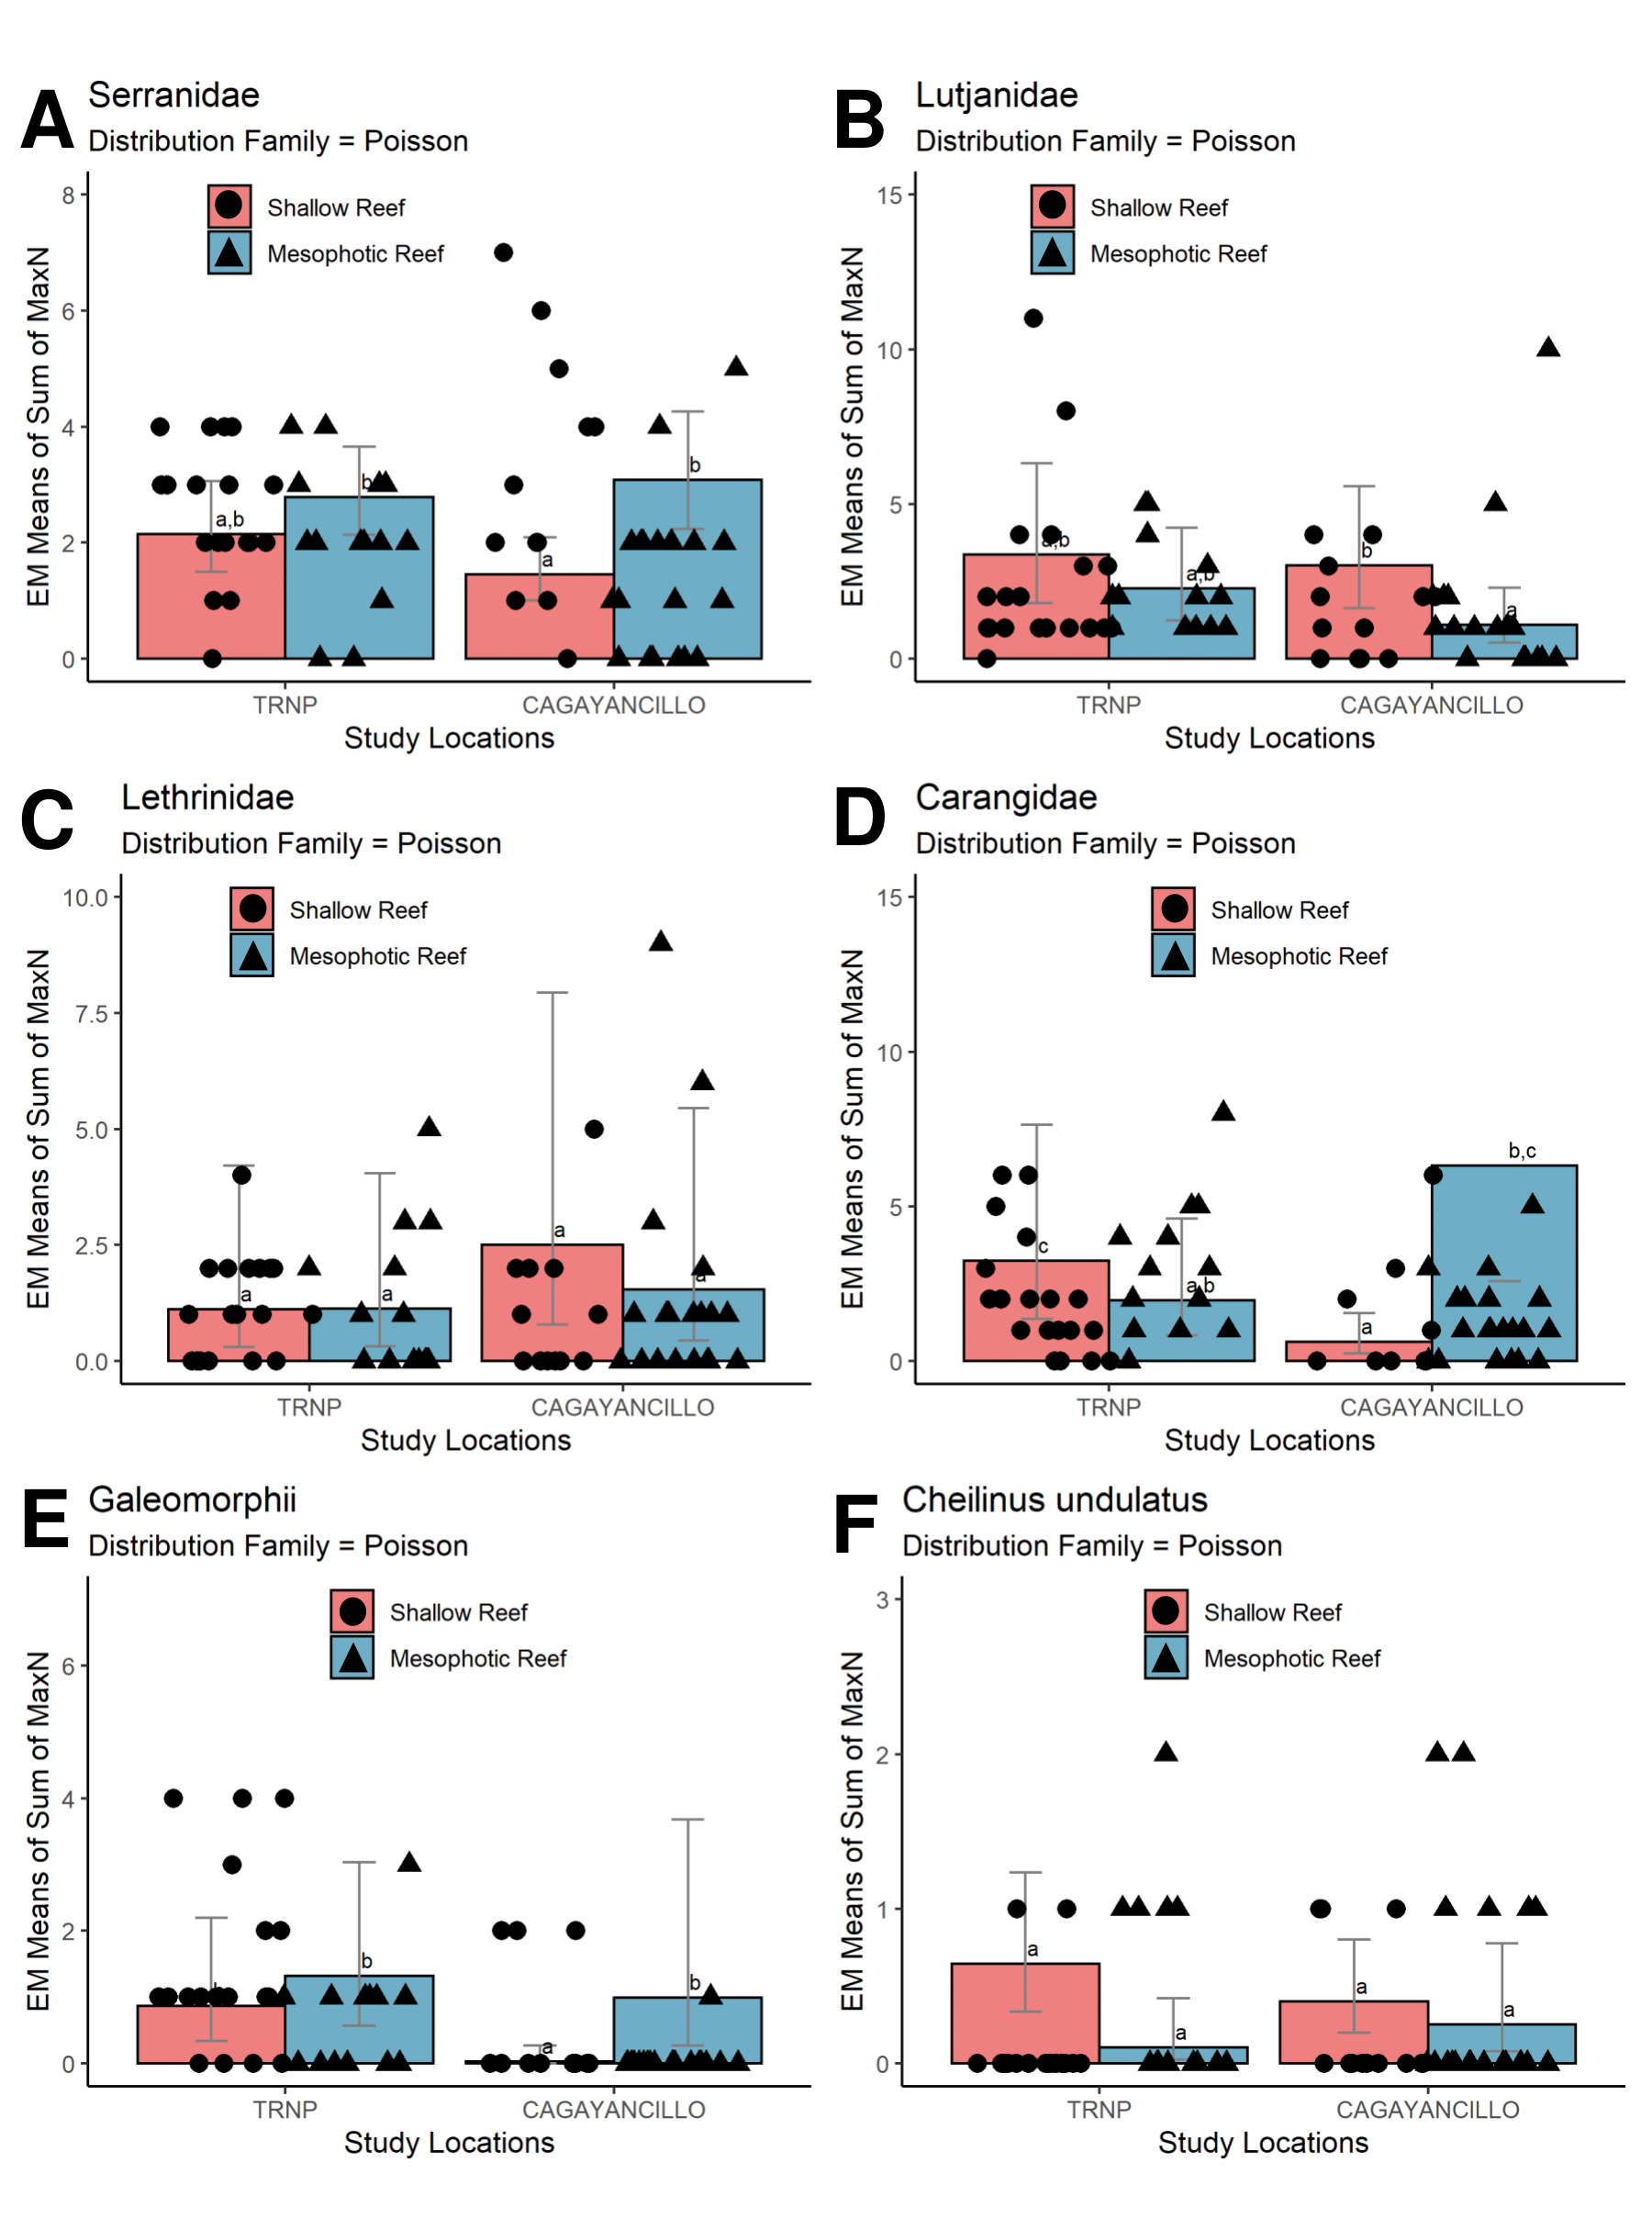 A Serranidae
Distribution Family = Poisson
Shallow Reef
Mesophotic Reef
EM Means of Sum of MaxN
8
6
4
2
0
a,b
b
a
b
TRNP
CAGAYANCILLO
Study Locations
B Lutjanidae
Distribution Family = Poisson
Shallow Reef
Mesophotic Reef
EM Means of Sum of MaxN
15
10
5
0
a,b
a,b
b
a
TRNP
CAGAYANCILLO
Study Locations
C Lethrinidae
Distribution Family = Poisson
Shallow Reef
Mesophotic Reef
EM Means of Sum of MaxN
10.0
7.5
5.0
2.5
0.0
a
a
a
a
TRNP
CAGAYANCILLO
Study Locations
D Carangidae
Distribution Family = Poisson
Shallow Reef
Mesophotic Reef
EM Means of Sum of MaxN
15
10
5
0
c
a,b
a
b,c
TRNP
CAGAYANCILLO
Study Locations
E Galeomorphii
Distribution Family = Poisson
Shallow Reef
Mesophotic Reef
EM Means of Sum of MaxN
6
4
2
0
b
a
b
TRNP
CAGAYANCILLO
Study Locations
F Cheilinus undulatus
Distribution Family = Poisson
Shallow Reef
Mesophotic Reef
EM Means of Sum of MaxN
3
2
1
0
a
a
a
a
TRNP
CAGAYANCILLO
Study Locations